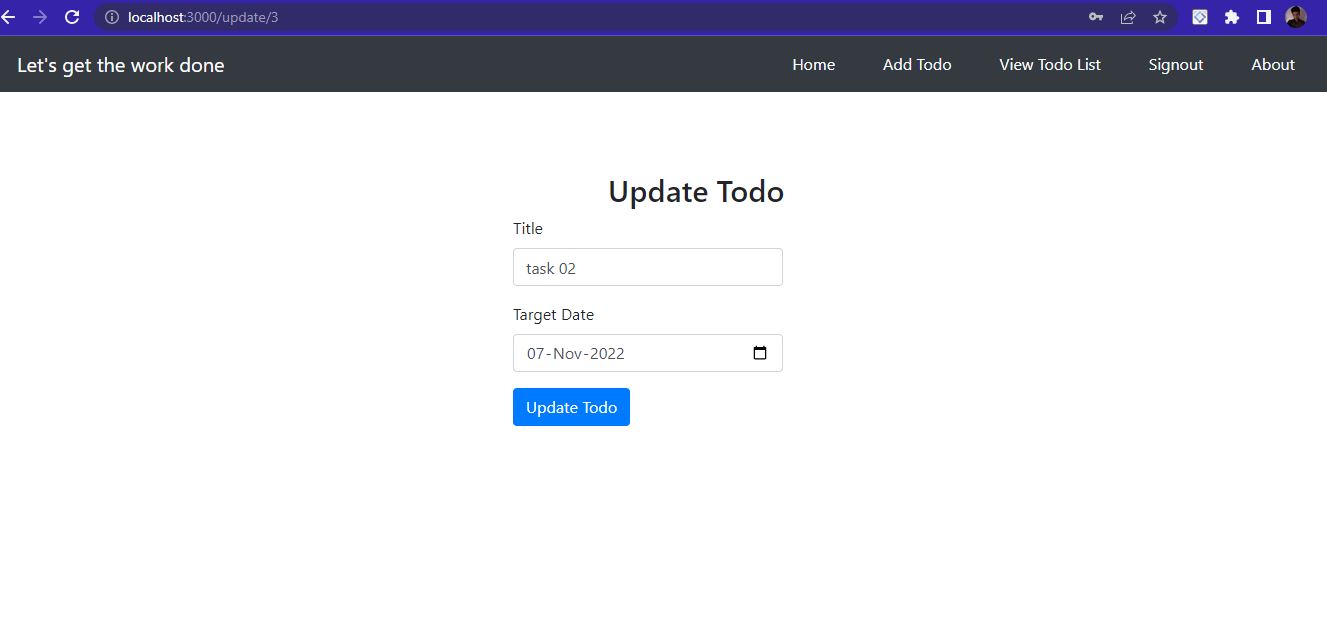 localhost:3000/update/3
Let's get the work done Home Add Todo View Todo List Signout About
Update Todo
Title
task 02
Target Date
07-Nov-2022
Update Todo